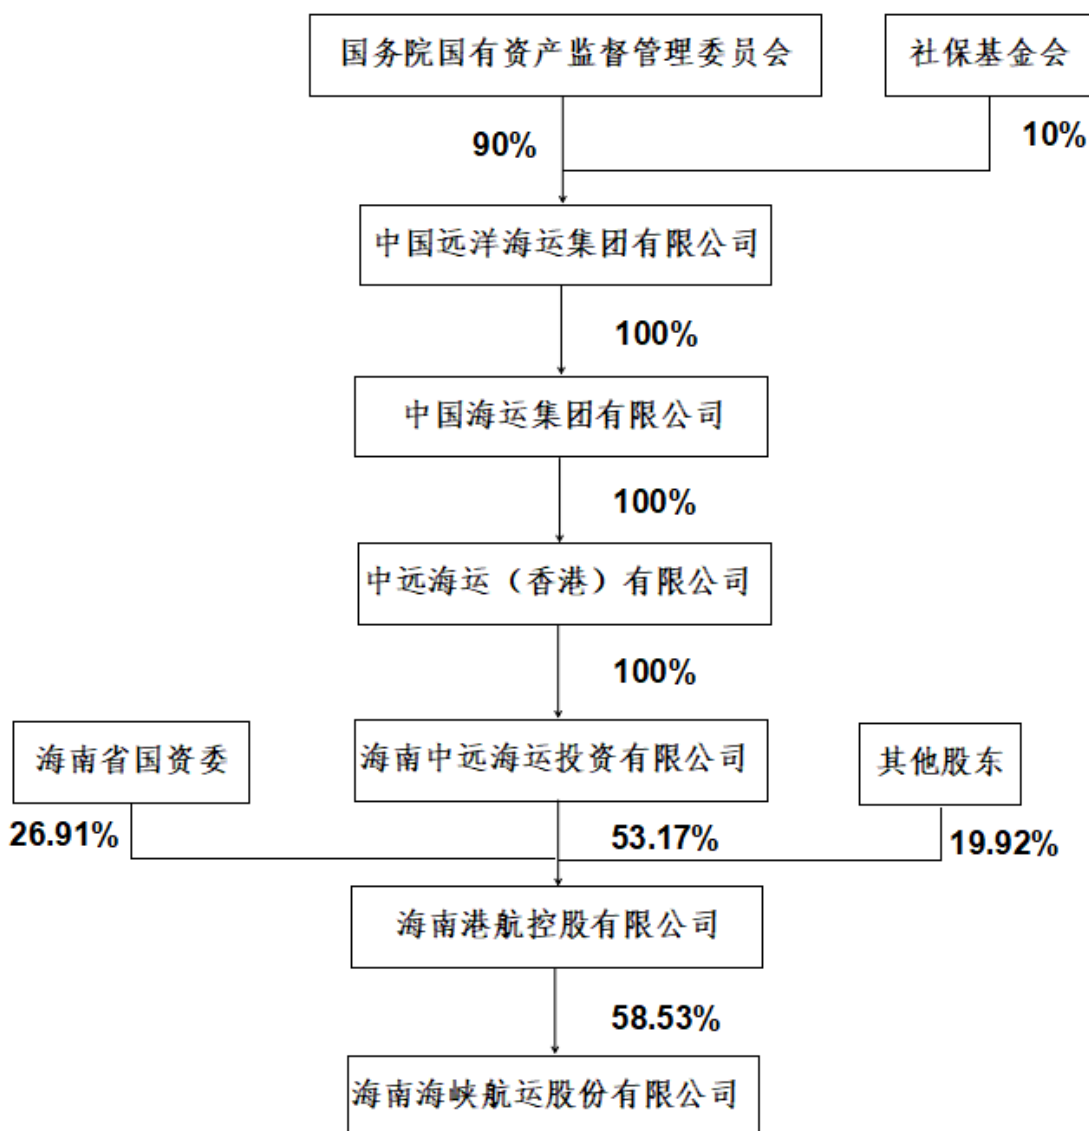 国务院国有资产监督管理委员会
社保基金会
90%
10%
中国远洋海运集团有限公司
100%
中国海运集团有限公司
100%
中远海运（香港）有限公司
100%
海南省国资委
海南中远海运投资有限公司
其他股东
26.91%
53.17%
19.92%
海南港航控股有限公司
58.53%
海南海峡航运股份有限公司